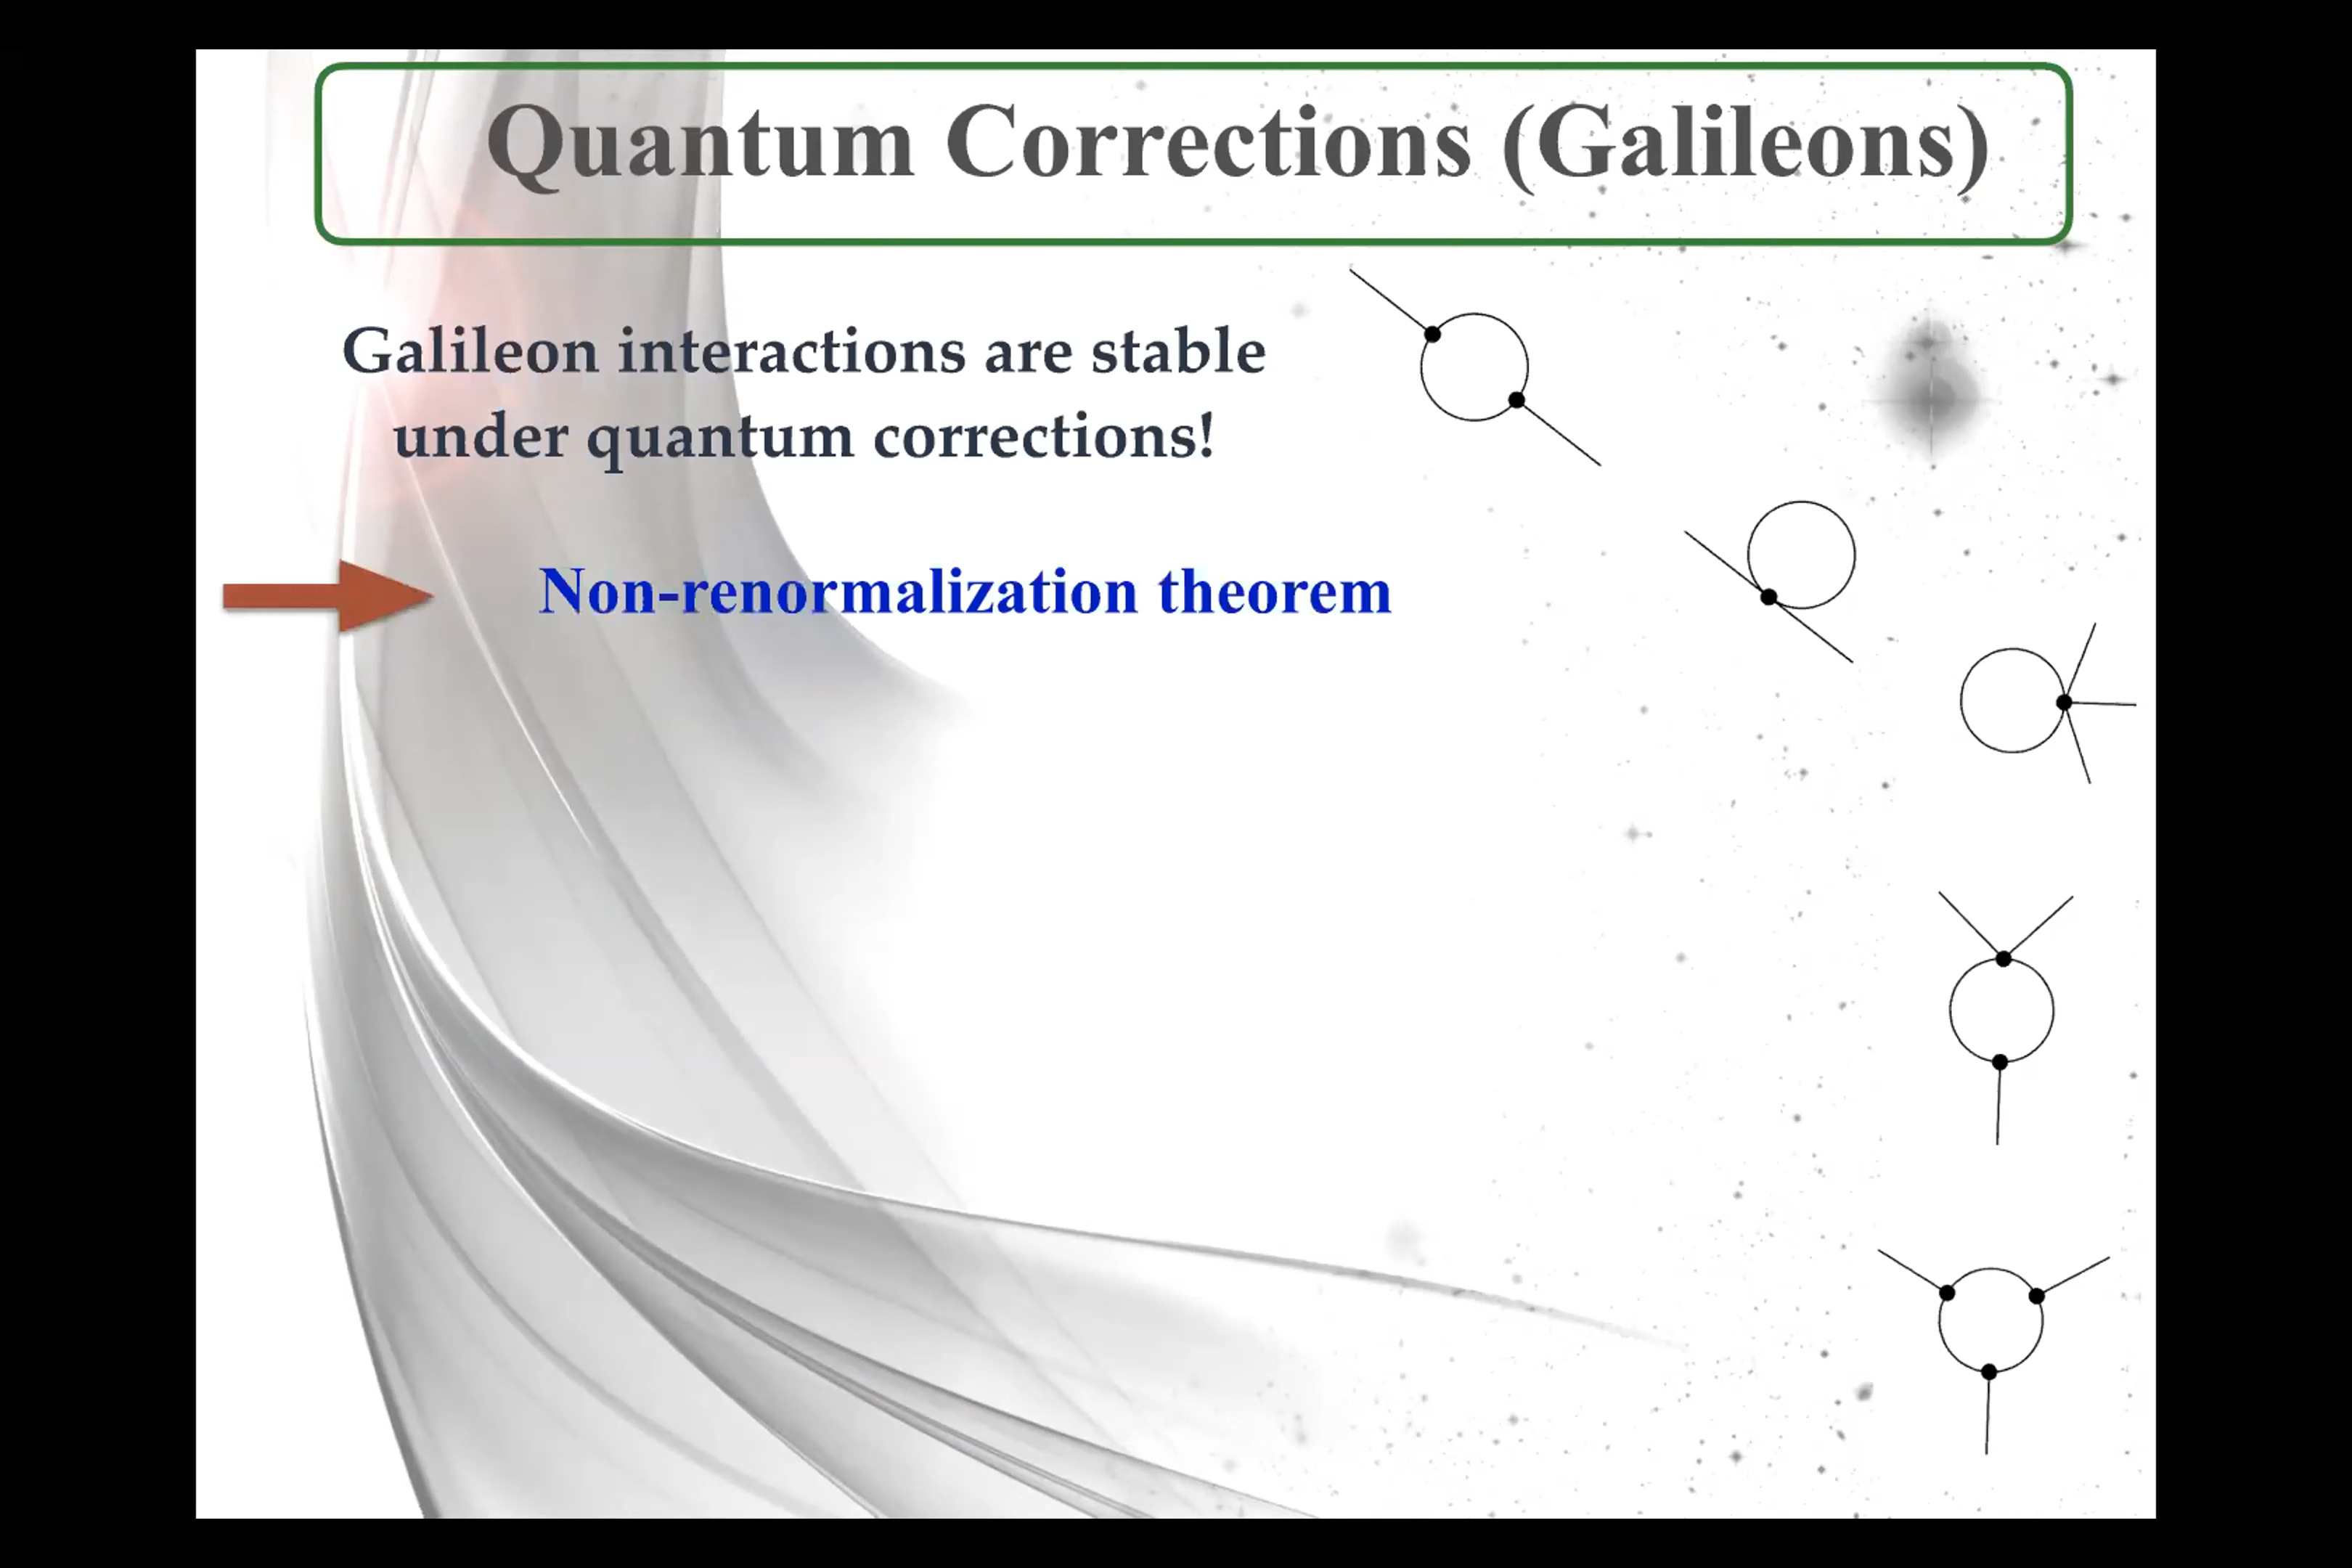 Quantum Corrections (Galileons)
Galileon interactions are stable
under quantum corrections!
Non-renormalization theorem